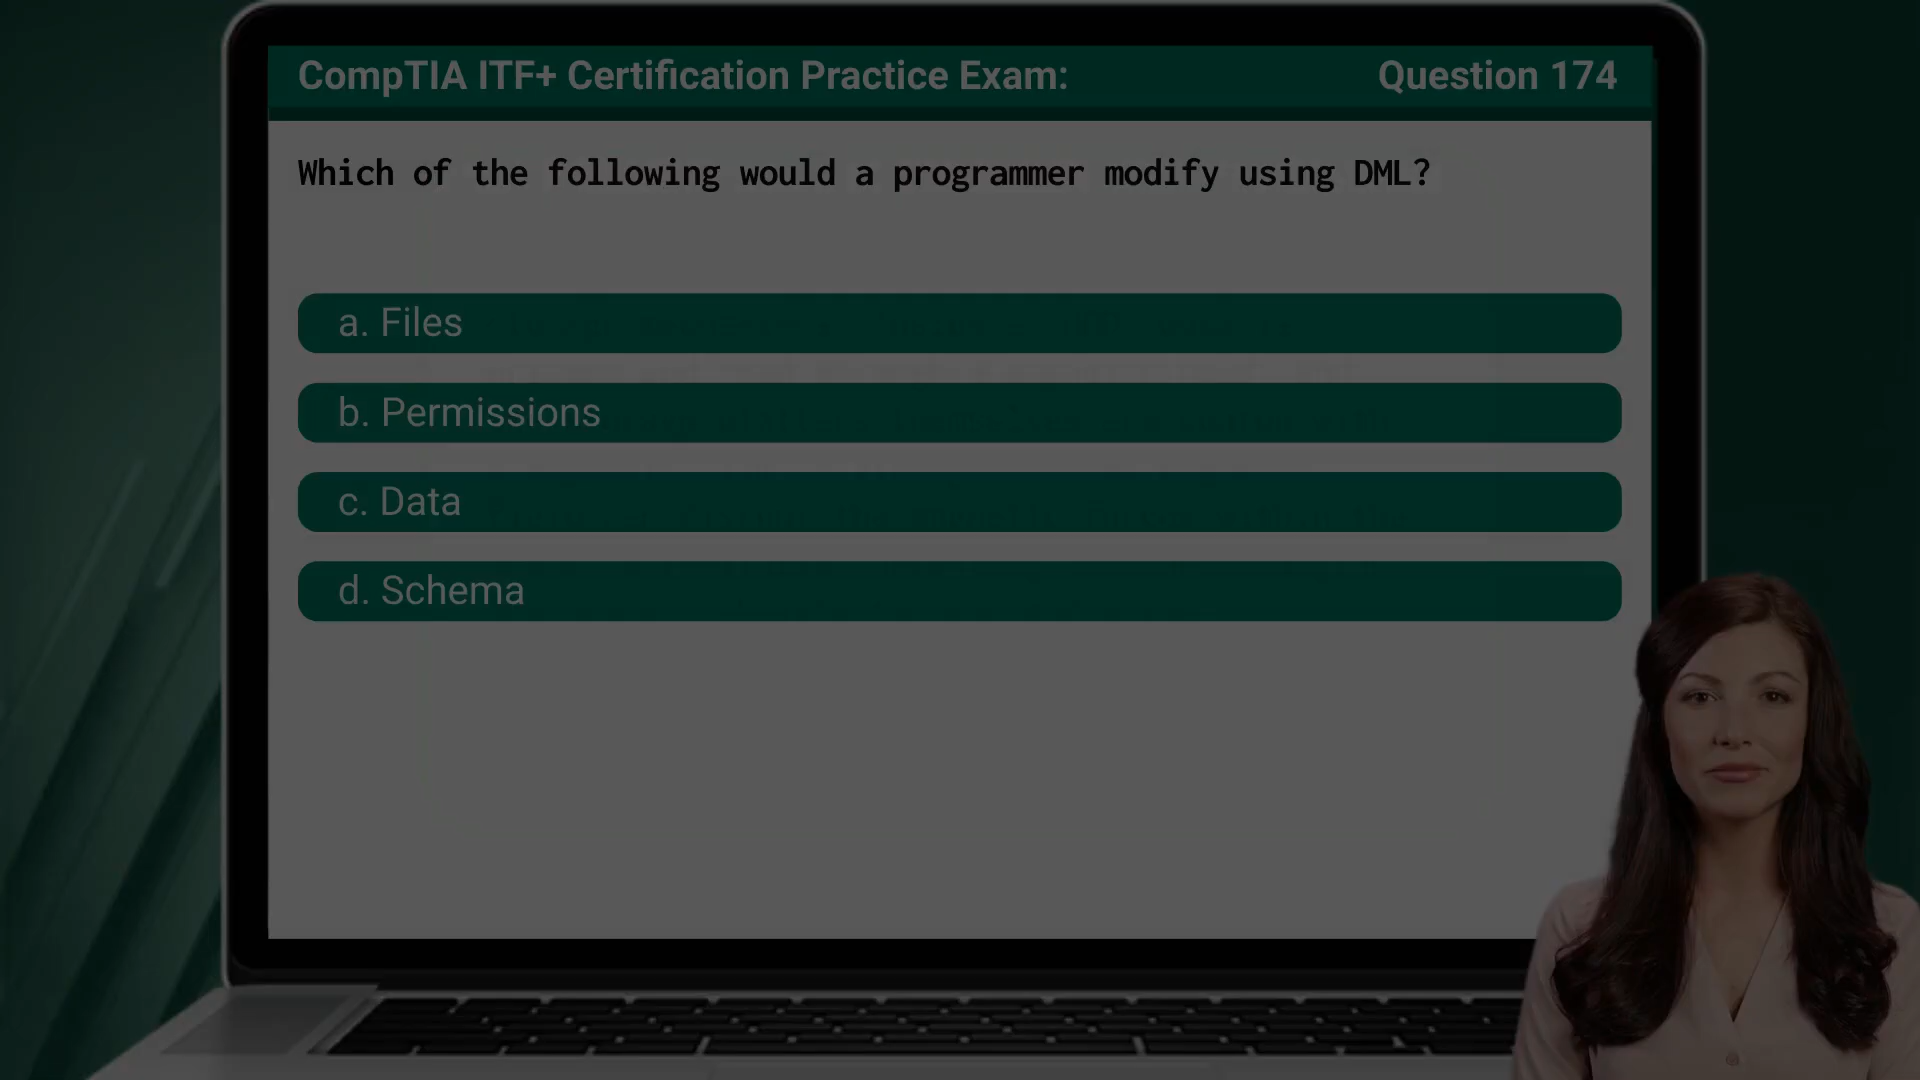 CompTIA ITF+ Certification Practice Exam: Question 174
Which of the following would a programmer modify using DML?
a. Files
b. Permissions
c. Data
d. Schema